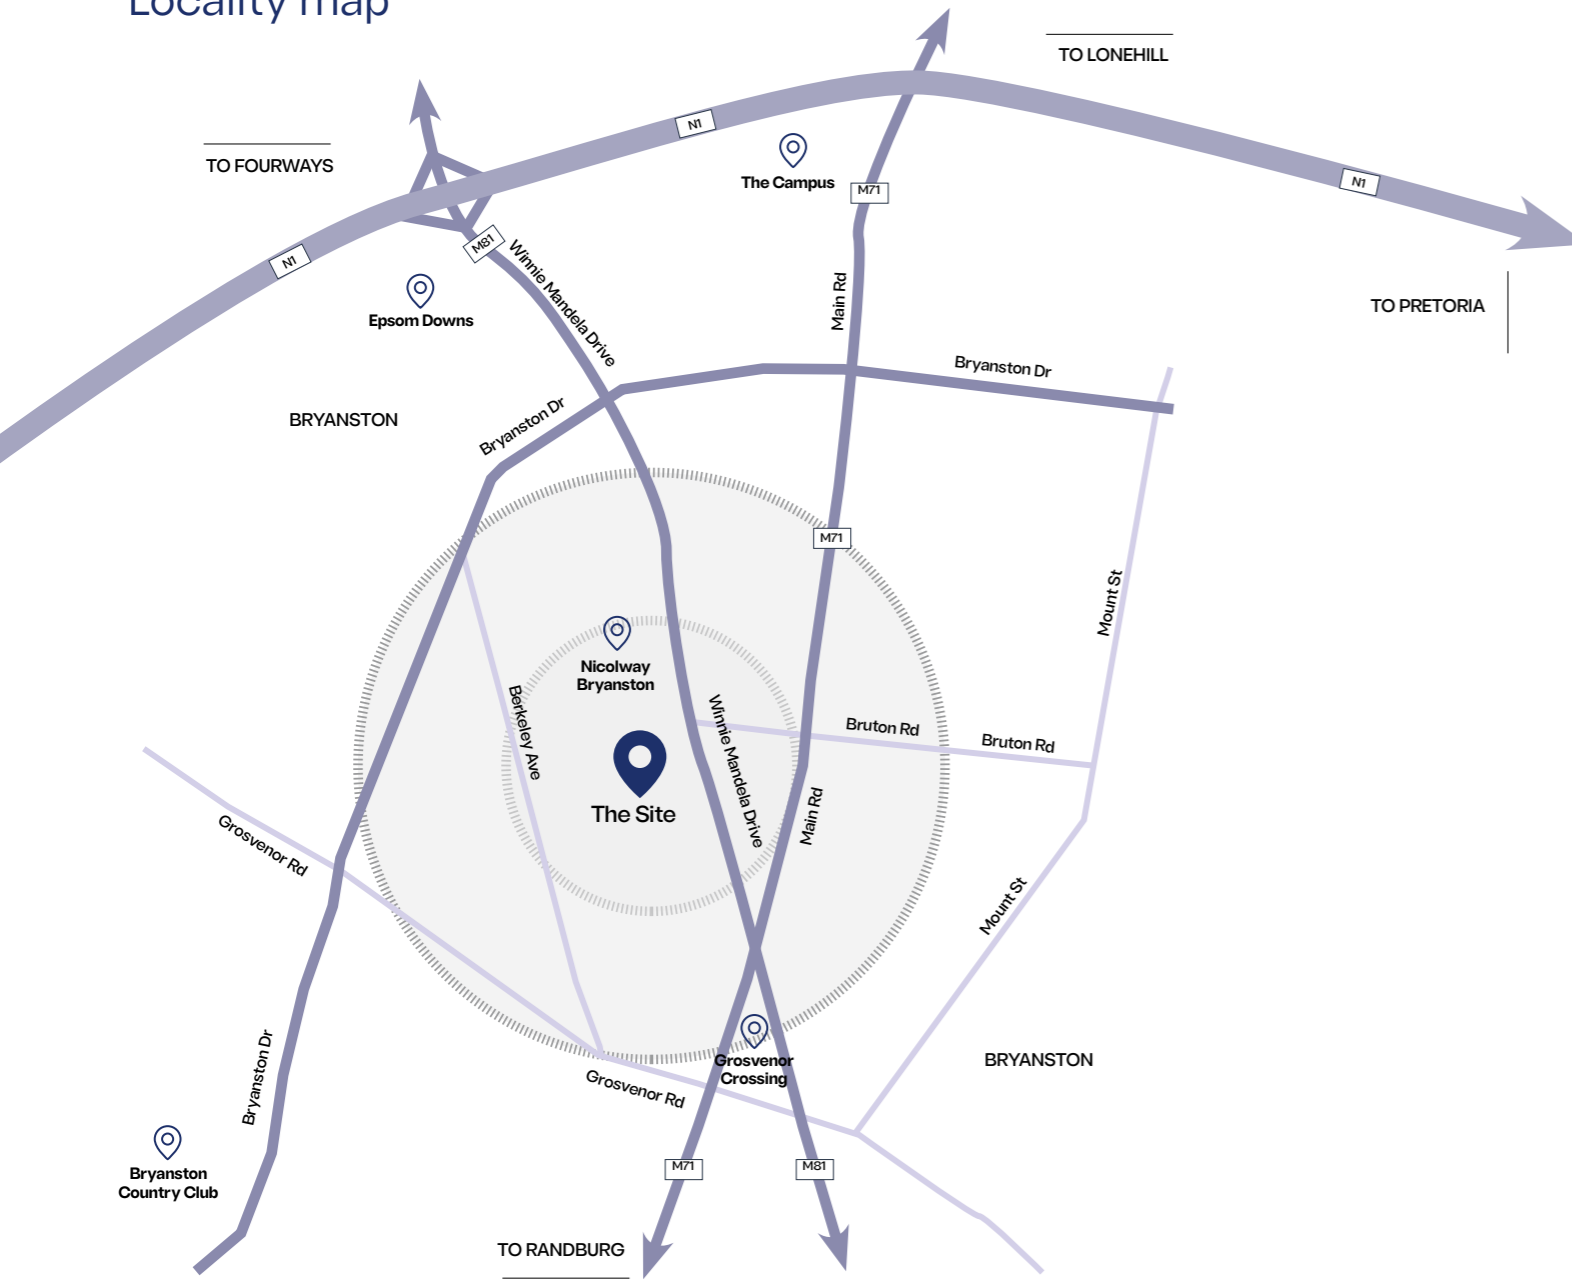 Locality map
TO LONEHILL
N1
TO FOURWAYS
The Campus
N1
M71
M81
Winnie Mandela Drive
N1
Epsom Downs
Main Rd
TO PRETORIA
Bryanston Dr
BRYANSTON
Bryanston Dr
M71
Mount St
Nicolway
Bryanston
Berkeley Ave
Winnie Mandela Drive
Bruton Rd
Bruton Rd
The Site
Main Rd
Grosvenor Rd
Mount St
Bryanston Dr
Grosvenor
Crossing
BRYANSTON
Grosvenor Rd
Bryanston
Country Club
M71
M81
TO RANDBURG